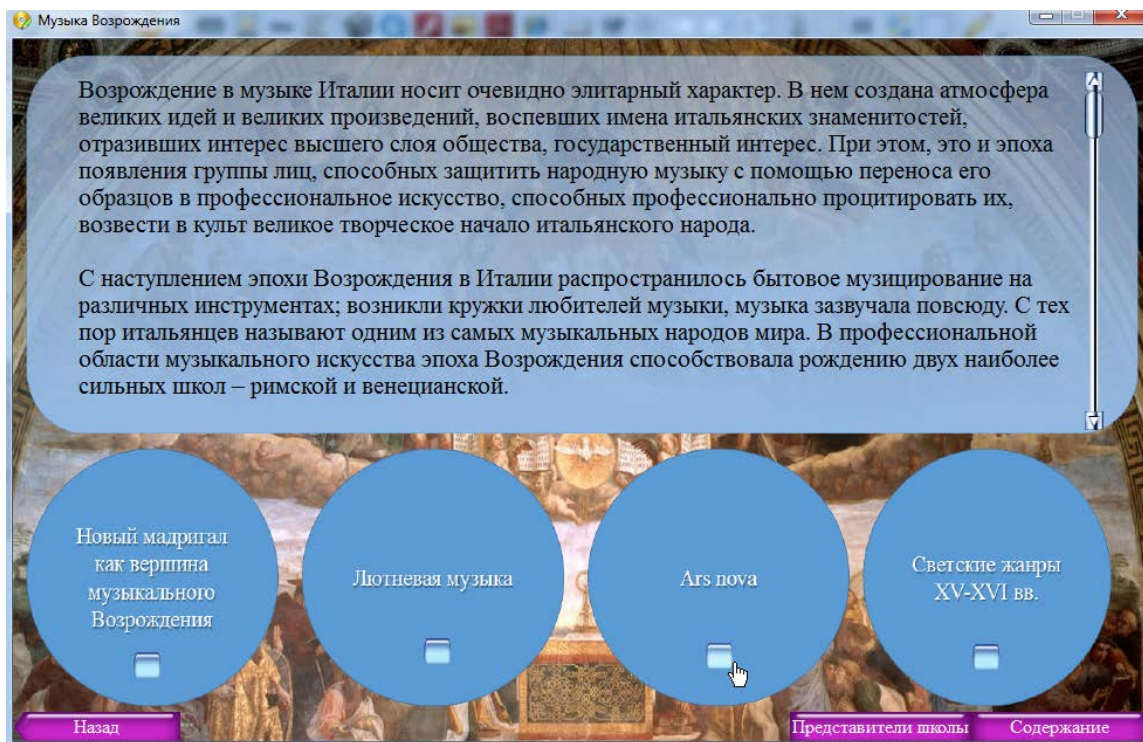 Музыка Возрождения
Возрождение в музыке Италии носит очевидно элитарный характер. В нем создана атмосфера
великих идей и великих произведений, воспевших имена итальянских знаменитостей,
отразивших интерес высшего слоя общества, государственный интерес. При этом, это и эпоха
появления группы лиц, способных защитить народную музыку с помощью переноса его
образцов в профессиональное искусство, способных профессионально процитировать их,
возвести в культ великое творческое начало итальянского народа.
С наступлением эпохи Возрождения в Италии распространилось бытовое музицирование на
различных инструментах; возникли кружки любителей музыки, музыка зазвучала повсюду. С тех
пор итальянцев называют одним из самых музыкальных народов мира. В профессиональной
области музыкального искусства эпоха Возрождения способствовала рождению двух наиболее
сильных школ – римской и венецианской.
Новый мадригал
как вершина
музыкального
Возрождения
Лютневая музыка
Ars nova
Светские жанры
XV-XVI вв.
Назад
Представители школы
Содержание